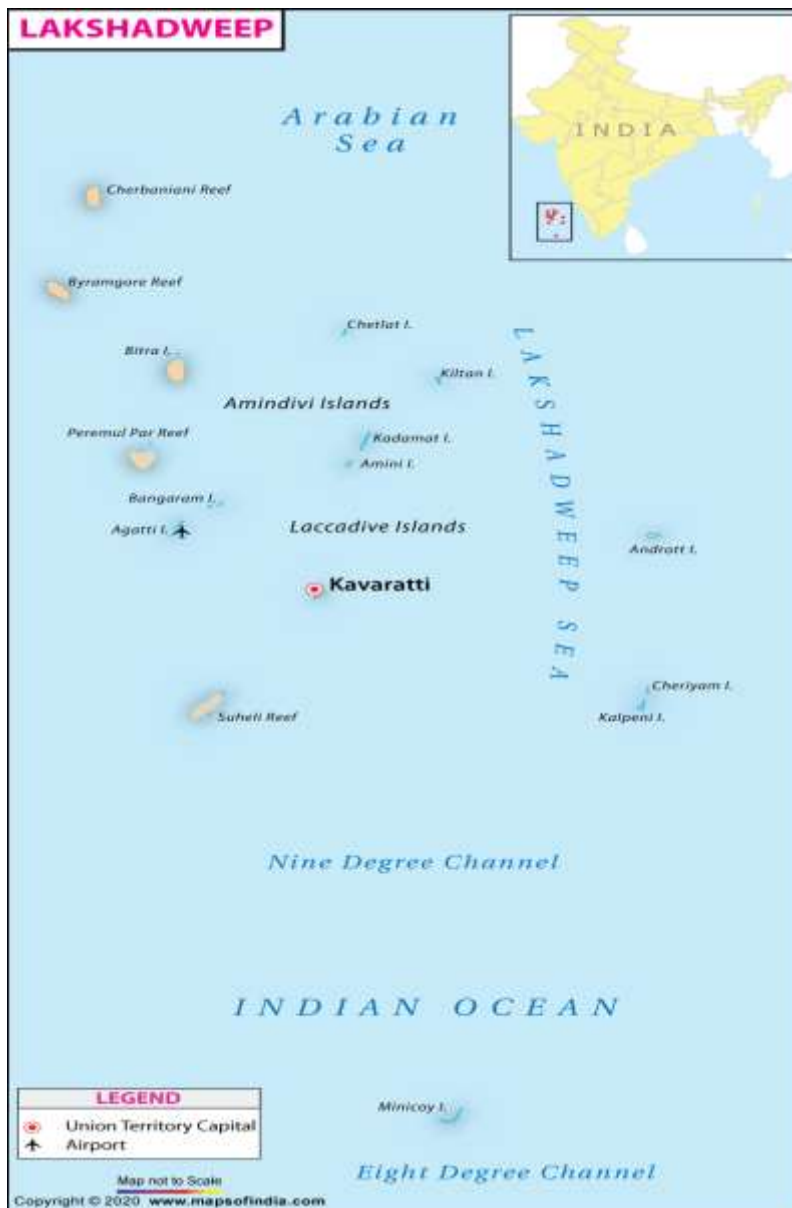 LAKSHADWEEP
Arabian
Sea
INDIA
Cherbaniani Reef
Byramgore Reef
Chetlat I.
Bitra I.
Kiltan I.
Amindivi Islands
Peremul Par Reef
Kadamat I.
Amini I.
Bangaram I.
Agatti I.
Laccadive Islands
LAKSHADWEEP SEA
Andrott I.
Kavaratti
Cheriyam I.
Suheli Reef
Kalpeni I.
Nine Degree Channel
INDIAN OCEAN
LEGEND
Union Territory Capital
Airport
Minicoy I.
Eight Degree Channel
Map not to Scale
Copyright © 2020 www.mapsofindia.com